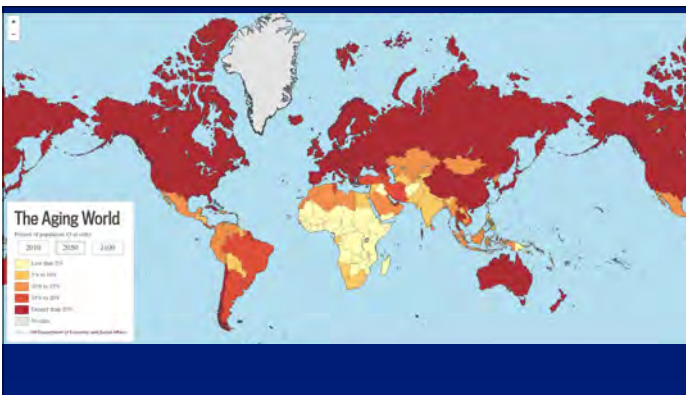 +
−
The Aging World
Percent of population 65 or older
2010 2050 2100
Less than 5%
5% to 10%
10% to 15%
15% to 20%
Greater than 20%
No data
UN Department of Economic and Social Affairs